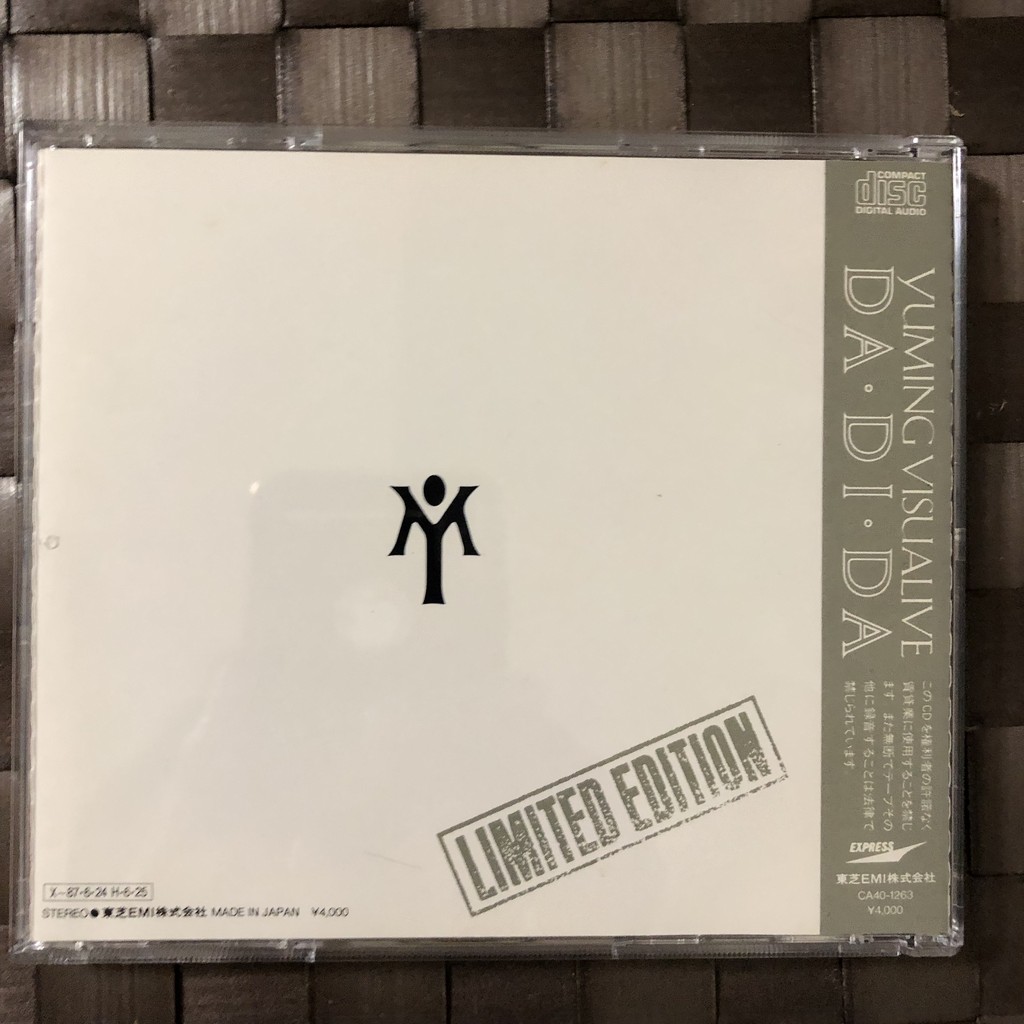 COMPACT
disc
DIGITAL AUDIO
YUMING VISUALIVE
DA・DI・DA
このCDを権利者の許諾なく
賃貸業に使用することを禁じ
ます また無断でテープその
他に録音することは法律で
禁じられています
EXPRESS
東芝EMI株式会社
CA40-1263
¥4,000
LIMITED EDITION
X-87-6-24 H-6-25
STEREO●東芝EMI株式会社 MADE IN JAPAN ¥4,000